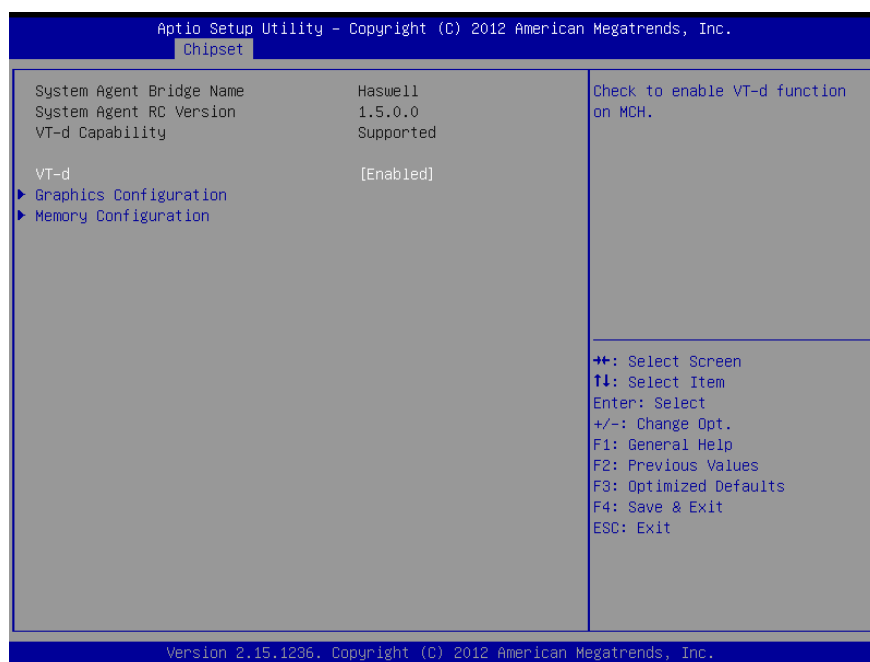 Aptio Setup Utility – Copyright (C) 2012 American Megatrends, Inc.
Chipset
System Agent Bridge Name Haswell
System Agent RC Version 1.5.0.0
VT-d Capability Supported
VT-d [Enabled]
Graphics Configuration
Memory Configuration
Check to enable VT-d function
on MCH.
→←: Select Screen
↑↓: Select Item
Enter: Select
+/-: Change Opt.
F1: General Help
F2: Previous Values
F3: Optimized Defaults
F4: Save & Exit
ESC: Exit
Version 2.15.1236. Copyright (C) 2012 American Megatrends, Inc.